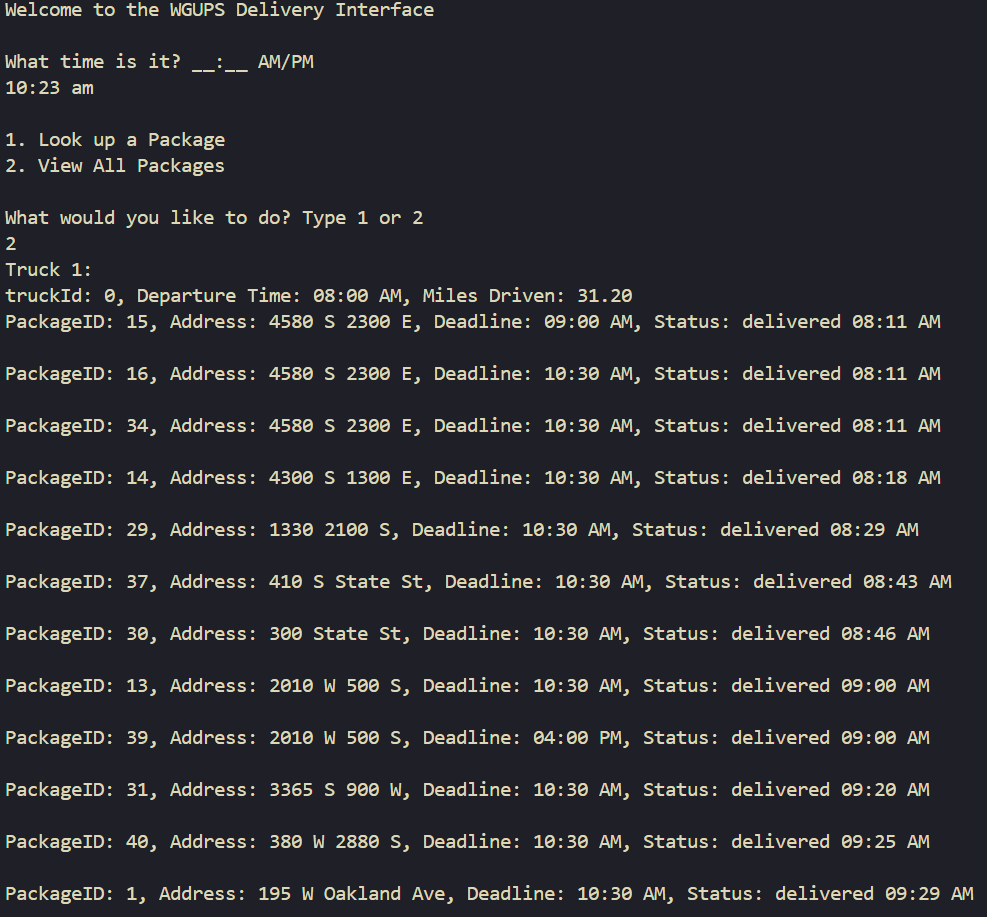 Welcome to the WGUPS Delivery Interface
What time is it? __:__ AM/PM
10:23 am
1. Look up a Package
2. View All Packages
What would you like to do? Type 1 or 2
2
Truck 1:
truckId: 0, Departure Time: 08:00 AM, Miles Driven: 31.20
PackageID: 15, Address: 4580 S 2300 E, Deadline: 09:00 AM, Status: delivered 08:11 AM
PackageID: 16, Address: 4580 S 2300 E, Deadline: 10:30 AM, Status: delivered 08:11 AM
PackageID: 34, Address: 4580 S 2300 E, Deadline: 10:30 AM, Status: delivered 08:11 AM
PackageID: 14, Address: 4300 S 1300 E, Deadline: 10:30 AM, Status: delivered 08:18 AM
PackageID: 29, Address: 1330 2100 S, Deadline: 10:30 AM, Status: delivered 08:29 AM
PackageID: 37, Address: 410 S State St, Deadline: 10:30 AM, Status: delivered 08:43 AM
PackageID: 30, Address: 300 State St, Deadline: 10:30 AM, Status: delivered 08:46 AM
PackageID: 13, Address: 2010 W 500 S, Deadline: 10:30 AM, Status: delivered 09:00 AM
PackageID: 39, Address: 2010 W 500 S, Deadline: 04:00 PM, Status: delivered 09:00 AM
PackageID: 31, Address: 3365 S 900 W, Deadline: 10:30 AM, Status: delivered 09:20 AM
PackageID: 40, Address: 380 W 2880 S, Deadline: 10:30 AM, Status: delivered 09:25 AM
PackageID: 1, Address: 195 W Oakland Ave, Deadline: 10:30 AM, Status: delivered 09:29 AM